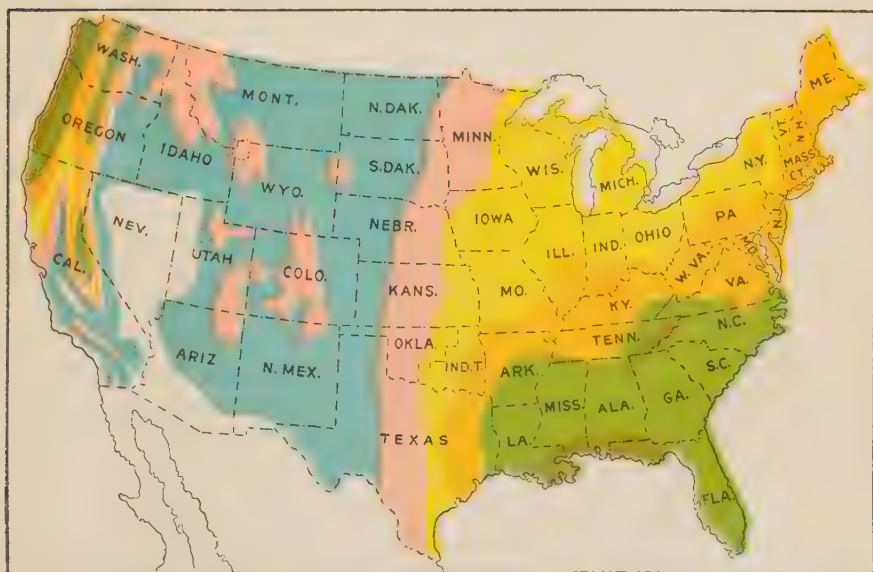 WASH.
OREGON
CAL.
NEV.
IDAHO
MONT.
WYO.
UTAH
COLO.
ARIZ
N. MEX.
N. DAK.
S. DAK.
NEBR.
KANS.
OKLA.
IND. T.
TEXAS
MINN.
IOWA
MO.
ARK.
LA.
WIS.
ILL.
MICH.
IND.
OHIO
KY.
TENN.
MISS.
ALA.
GA.
FLA.
S.C.
N.C.
VA.
W. VA.
MD.
PA
N.J.
N.Y.
CT.
MASS
VT.
N H
ME.